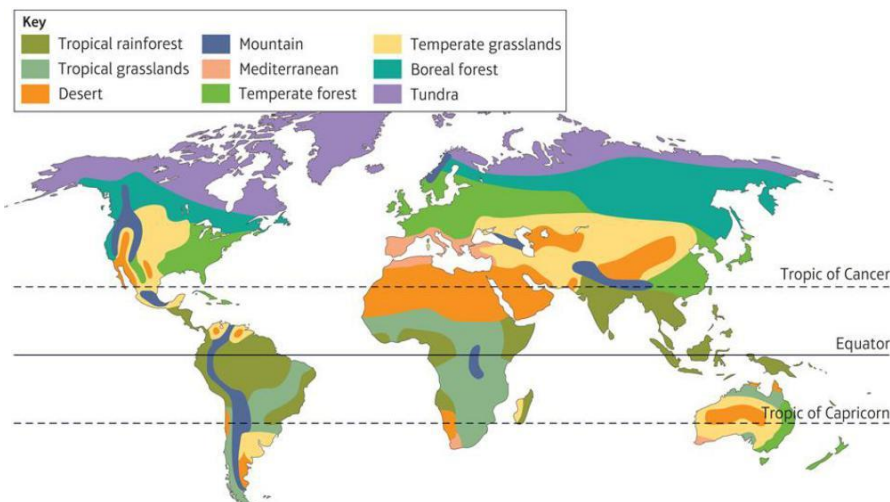 Key
Tropical rainforest
Mountain
Temperate grasslands
Tropical grasslands
Mediterranean
Boreal forest
Desert
Temperate forest
Tundra
Tropic of Cancer
Equator
Tropic of Capricorn